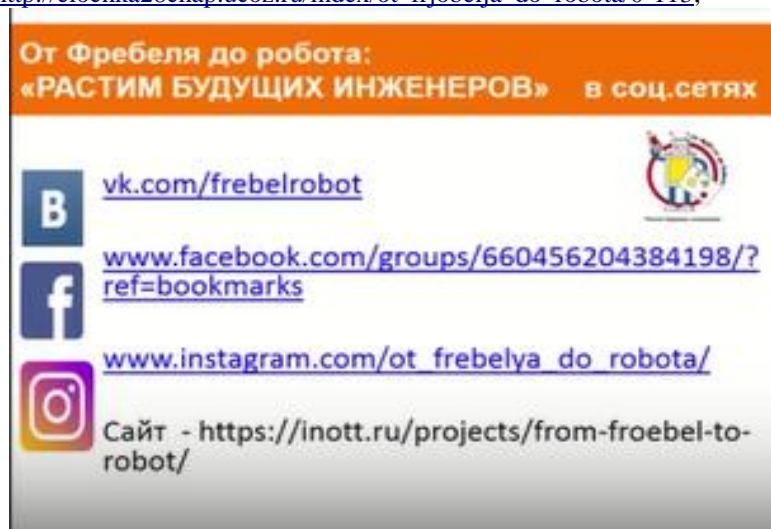 От Фребеля до робота:
«РАСТИМ БУДУЩИХ ИНЖЕНЕРОВ» в соц.сетях
vk.com/frebelrobot
www.facebook.com/groups/660456204384198/?
ref=bookmarks
www.instagram.com/ot_frebelya_do_robota/
Сайт - https://inott.ru/projects/from-froebel-to-
robot/